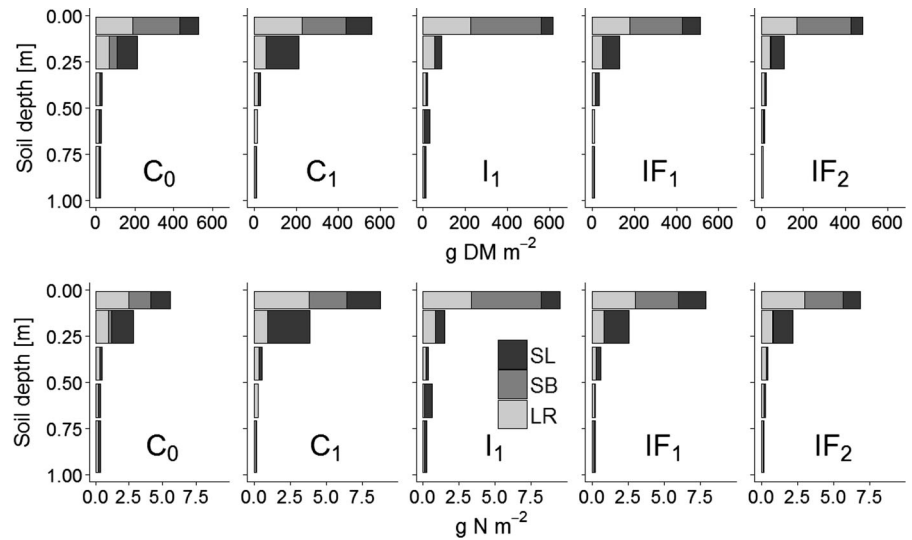 Soil depth [m]
0.00
0.25
0.50
0.75
1.00
C₀ C₁ I₁ IF₁ IF₂
0 200 400 600 0 200 400 600 0 200 400 600 0 200 400 600 0 200 400 600
g DM m⁻²
Soil depth [m]
0.00
0.25
0.50
0.75
1.00
SL
SB
LR
C₀ C₁ I₁ IF₁ IF₂
0.0 2.5 5.0 7.5 0.0 2.5 5.0 7.5 0.0 2.5 5.0 7.5 0.0 2.5 5.0 7.5 0.0 2.5 5.0 7.5
g N m⁻²